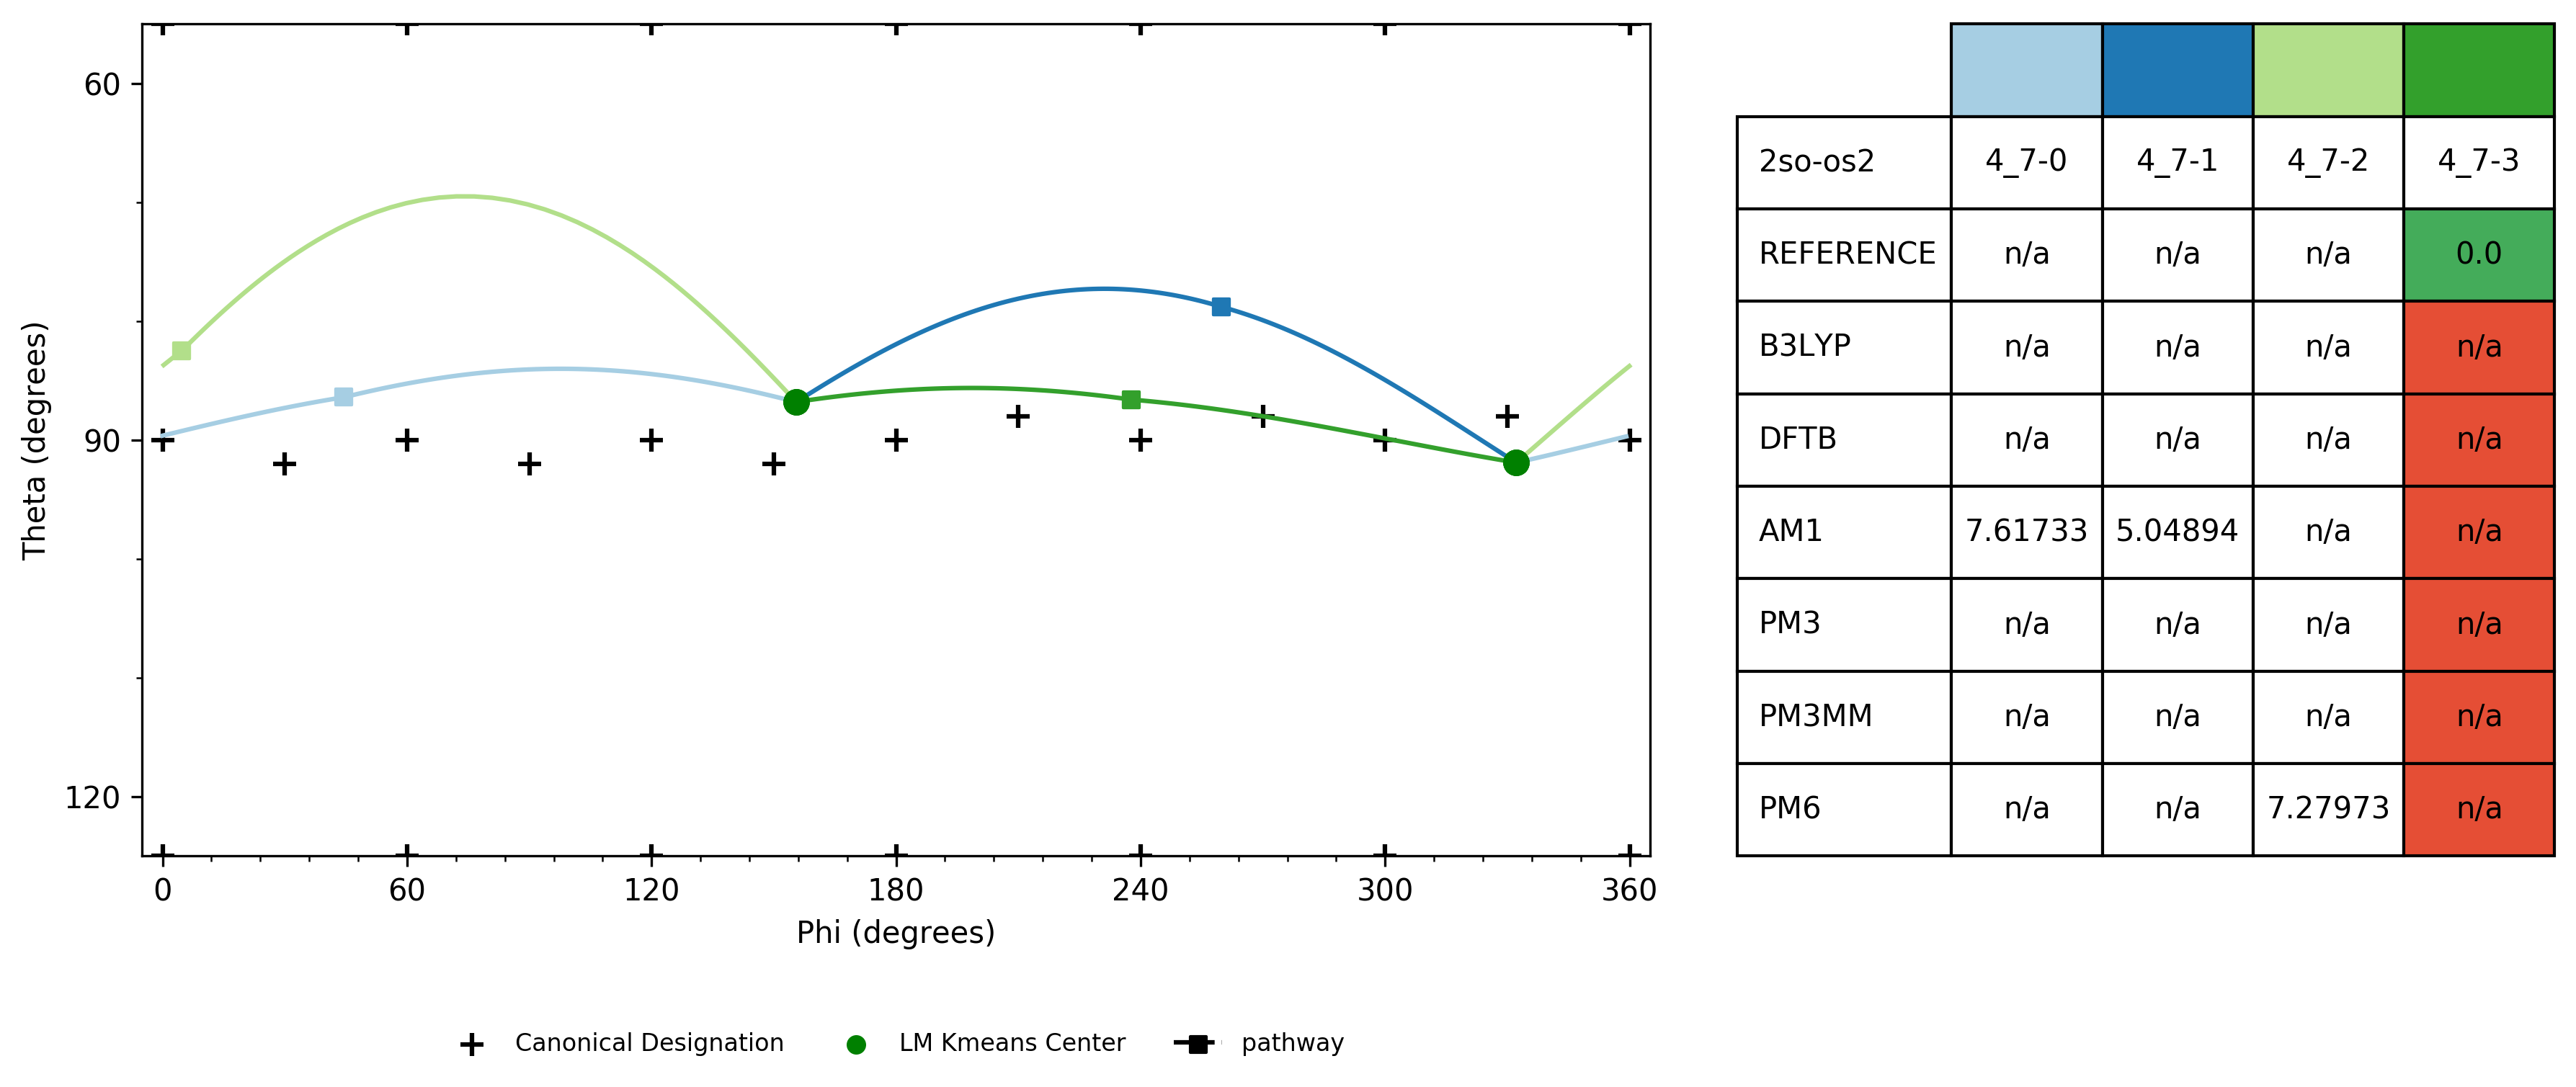 60
90
120
Theta (degrees)
0 60 120 180 240 300 360
Phi (degrees)
Canonical Designation LM Kmeans Center pathway
2so-os2 4_7-0 4_7-1 4_7-2 4_7-3
REFERENCE n/a n/a n/a 0.0
B3LYP n/a n/a n/a n/a
DFTB n/a n/a n/a n/a
AM1 7.61733 5.04894 n/a n/a
PM3 n/a n/a n/a n/a
PM3MM n/a n/a n/a n/a
PM6 n/a n/a 7.27973 n/a